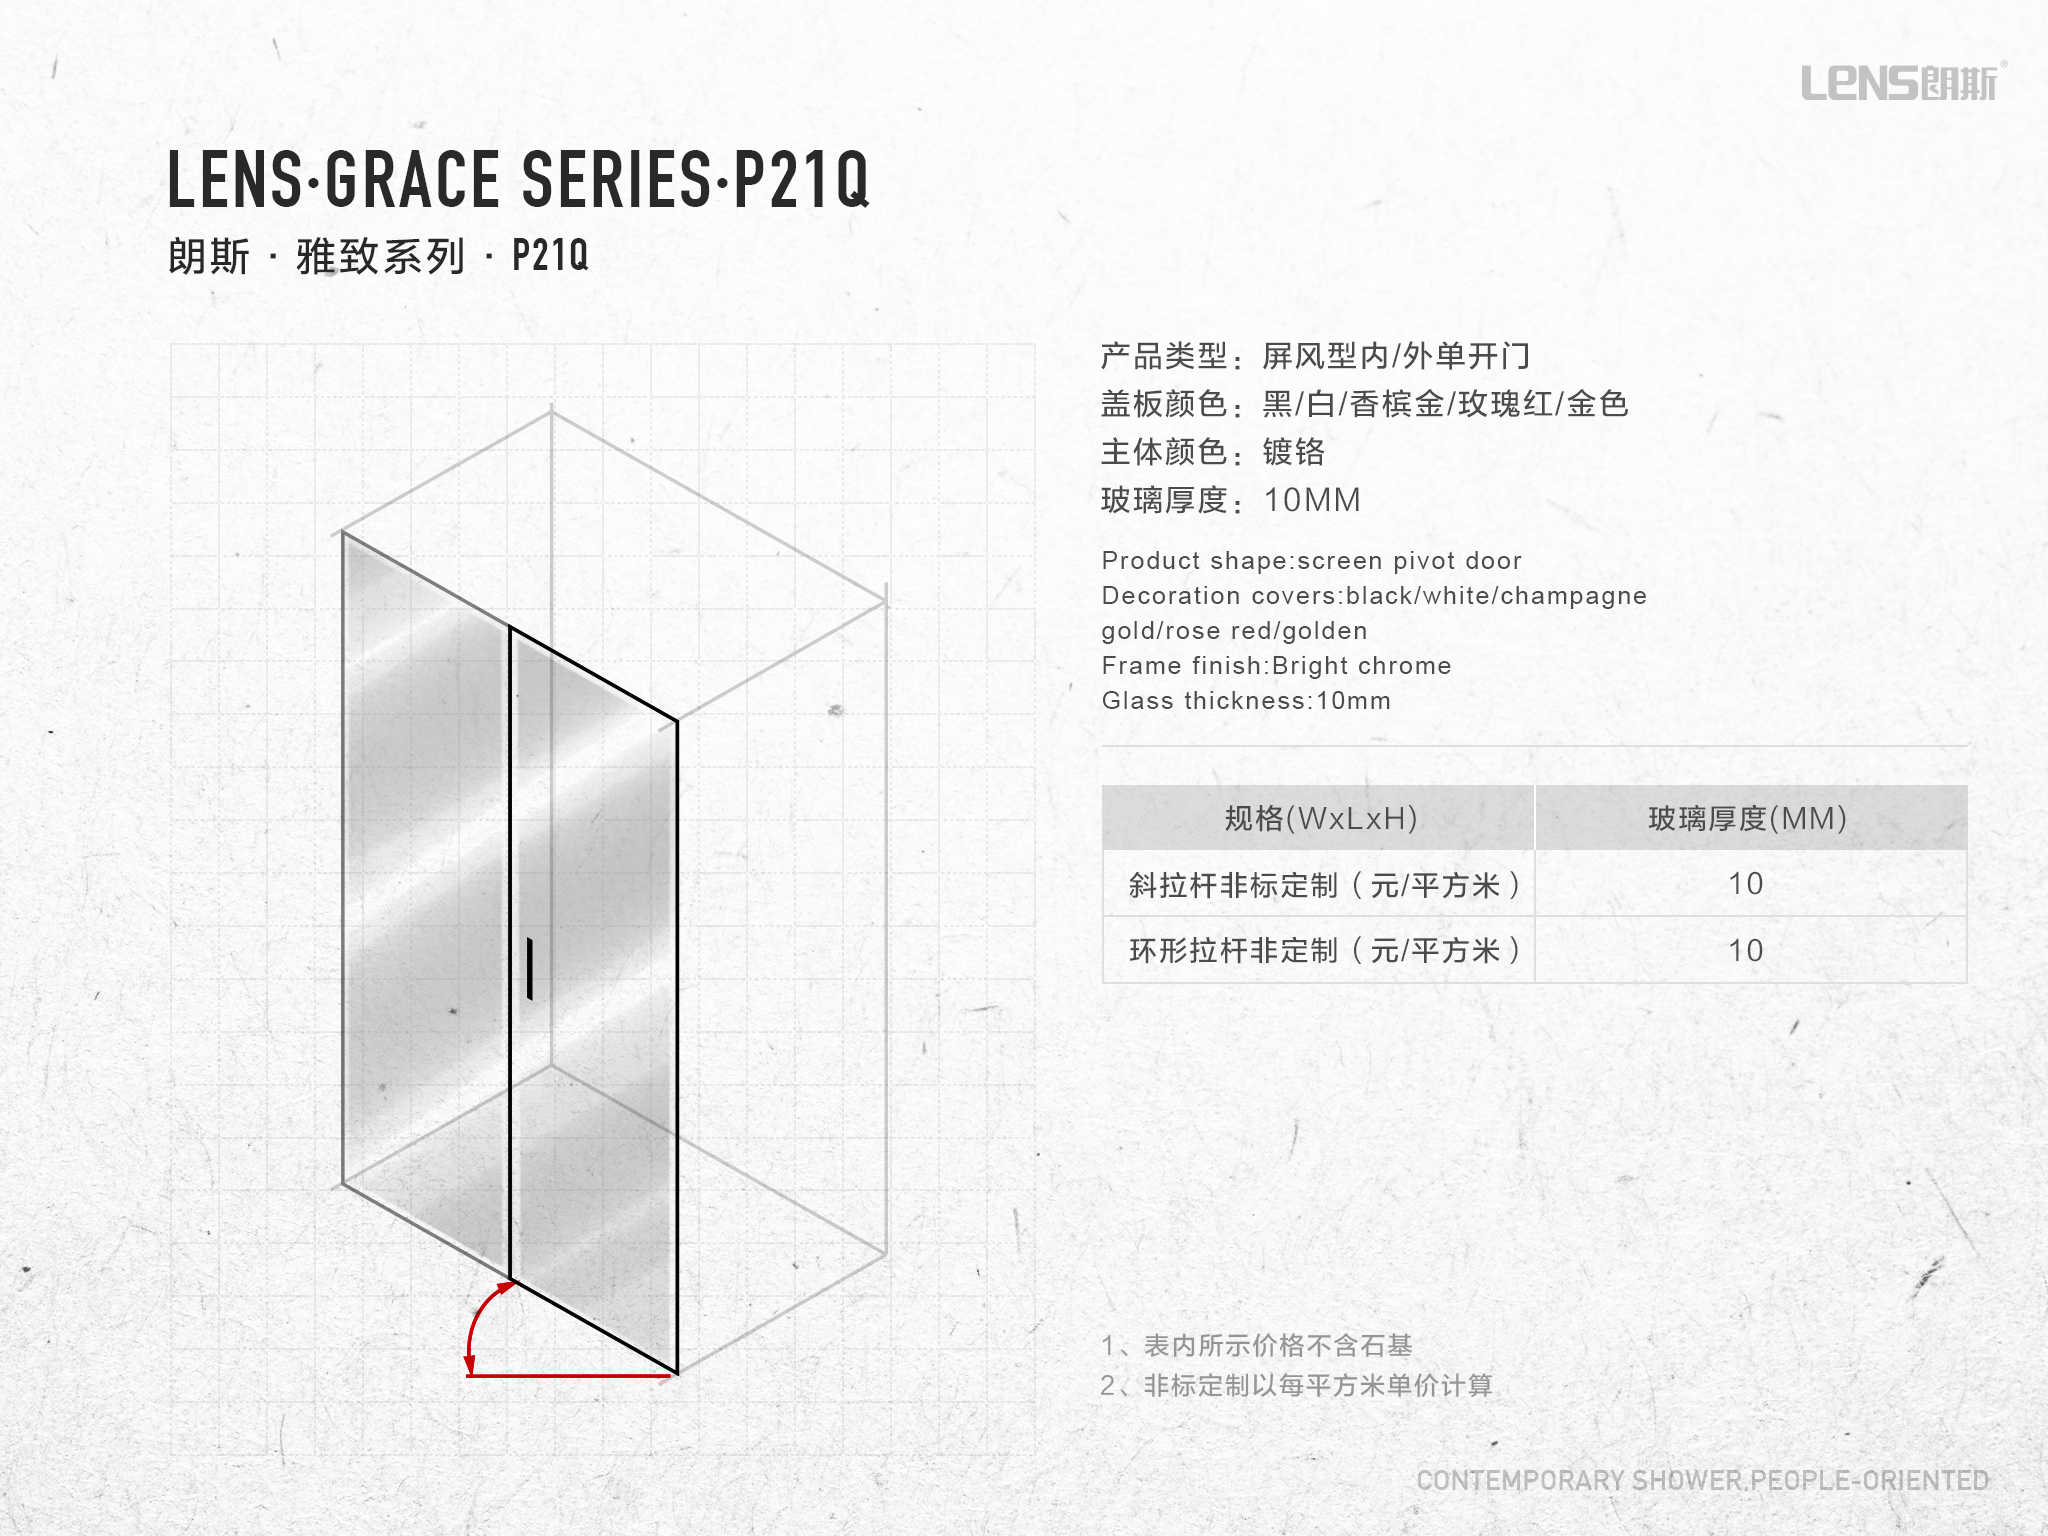 LENS朗斯®
LENS·GRACE SERIES·P21Q
朗斯 · 雅致系列 · P21Q
产品类型：屏风型内/外单开门
盖板颜色：黑/白/香槟金/玫瑰红/金色
主体颜色：镀铬
玻璃厚度：10MM
Product shape:screen pivot door
Decoration covers:black/white/champagne
gold/rose red/golden
Frame finish:Bright chrome
Glass thickness:10mm
规格(WxLxH) 玻璃厚度(MM)
斜拉杆非标定制（元/平方米） 10
环形拉杆非定制（元/平方米） 10
1、表内所示价格不含石基
2、非标定制以每平方米单价计算
CONTEMPORARY SHOWER,PEOPLE-ORIENTED